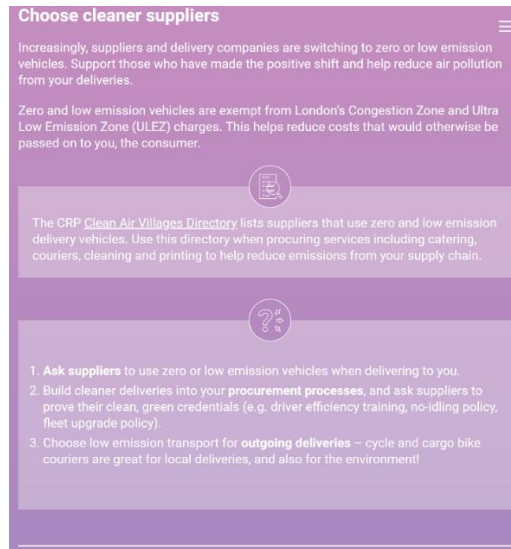 Choose cleaner suppliers
Increasingly, suppliers and delivery companies are switching to zero or low emission
vehicles. Support those who have made the positive shift and help reduce air pollution
from your deliveries.
Zero and low emission vehicles are exempt from London's Congestion Zone and Ultra
Low Emission Zone (ULEZ) charges. This helps reduce costs that would otherwise be
passed on to you, the consumer.
The CRP Clean Air Villages Directory lists suppliers that use zero and low emission
delivery vehicles. Use this directory when procuring services including catering,
couriers, cleaning and printing to help reduce emissions from your supply chain.
1. Ask suppliers to use zero or low emission vehicles when delivering to you.
2. Build cleaner deliveries into your procurement processes, and ask suppliers to
prove their clean, green credentials (e.g. driver efficiency training, no-idling policy,
fleet upgrade policy).
3. Choose low emission transport for outgoing deliveries – cycle and cargo bike
couriers are great for local deliveries, and also for the environment!